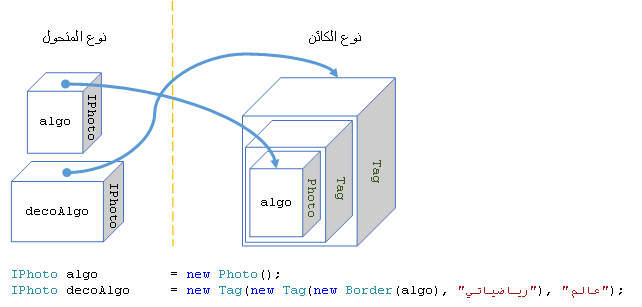 نوع الكائن
نوع المتحول
algo
IPhoto
decoAlgo
IPhoto
algo
Photo
Tag
Tag
IPhoto algo = new Photo();
IPhoto decoAlgo = new Tag(new Tag(new Border(algo), "رياضياتي"), "عالم");